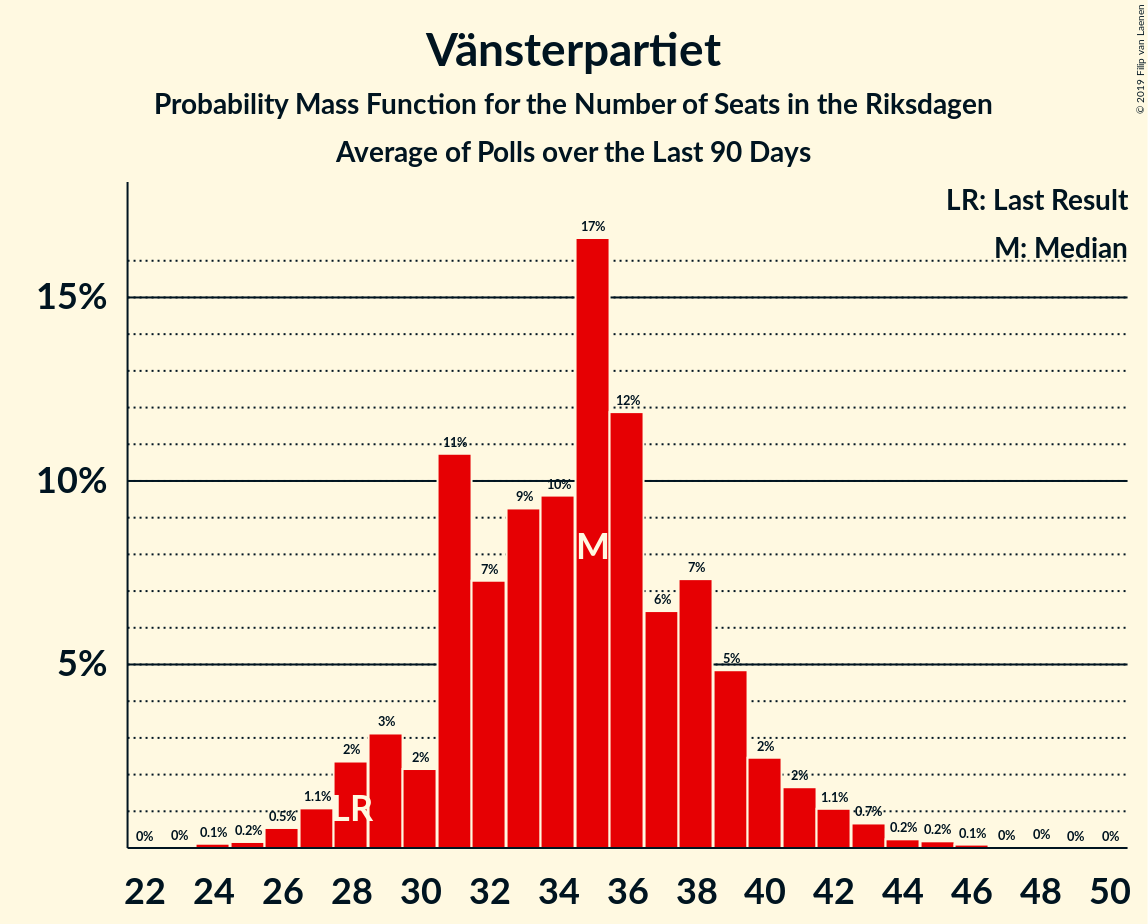 Vänsterpartiet
Probability Mass Function for the Number of Seats in the Riksdagen
Average of Polls over the Last 90 Days
© 2019 Filip van Laenen
LR: Last Result
M: Median
15%
10%
5%
0% 0% 0.1% 0.2% 0.5% 1.1% 2% 3% 2% 11% 7% 9% 10% 17% 12% 6% 7% 5% 2% 2% 1.1% 0.7% 0.2% 0.2% 0.1% 0% 0% 0% 0%
LR
M
22 24 26 28 30 32 34 36 38 40 42 44 46 48 50